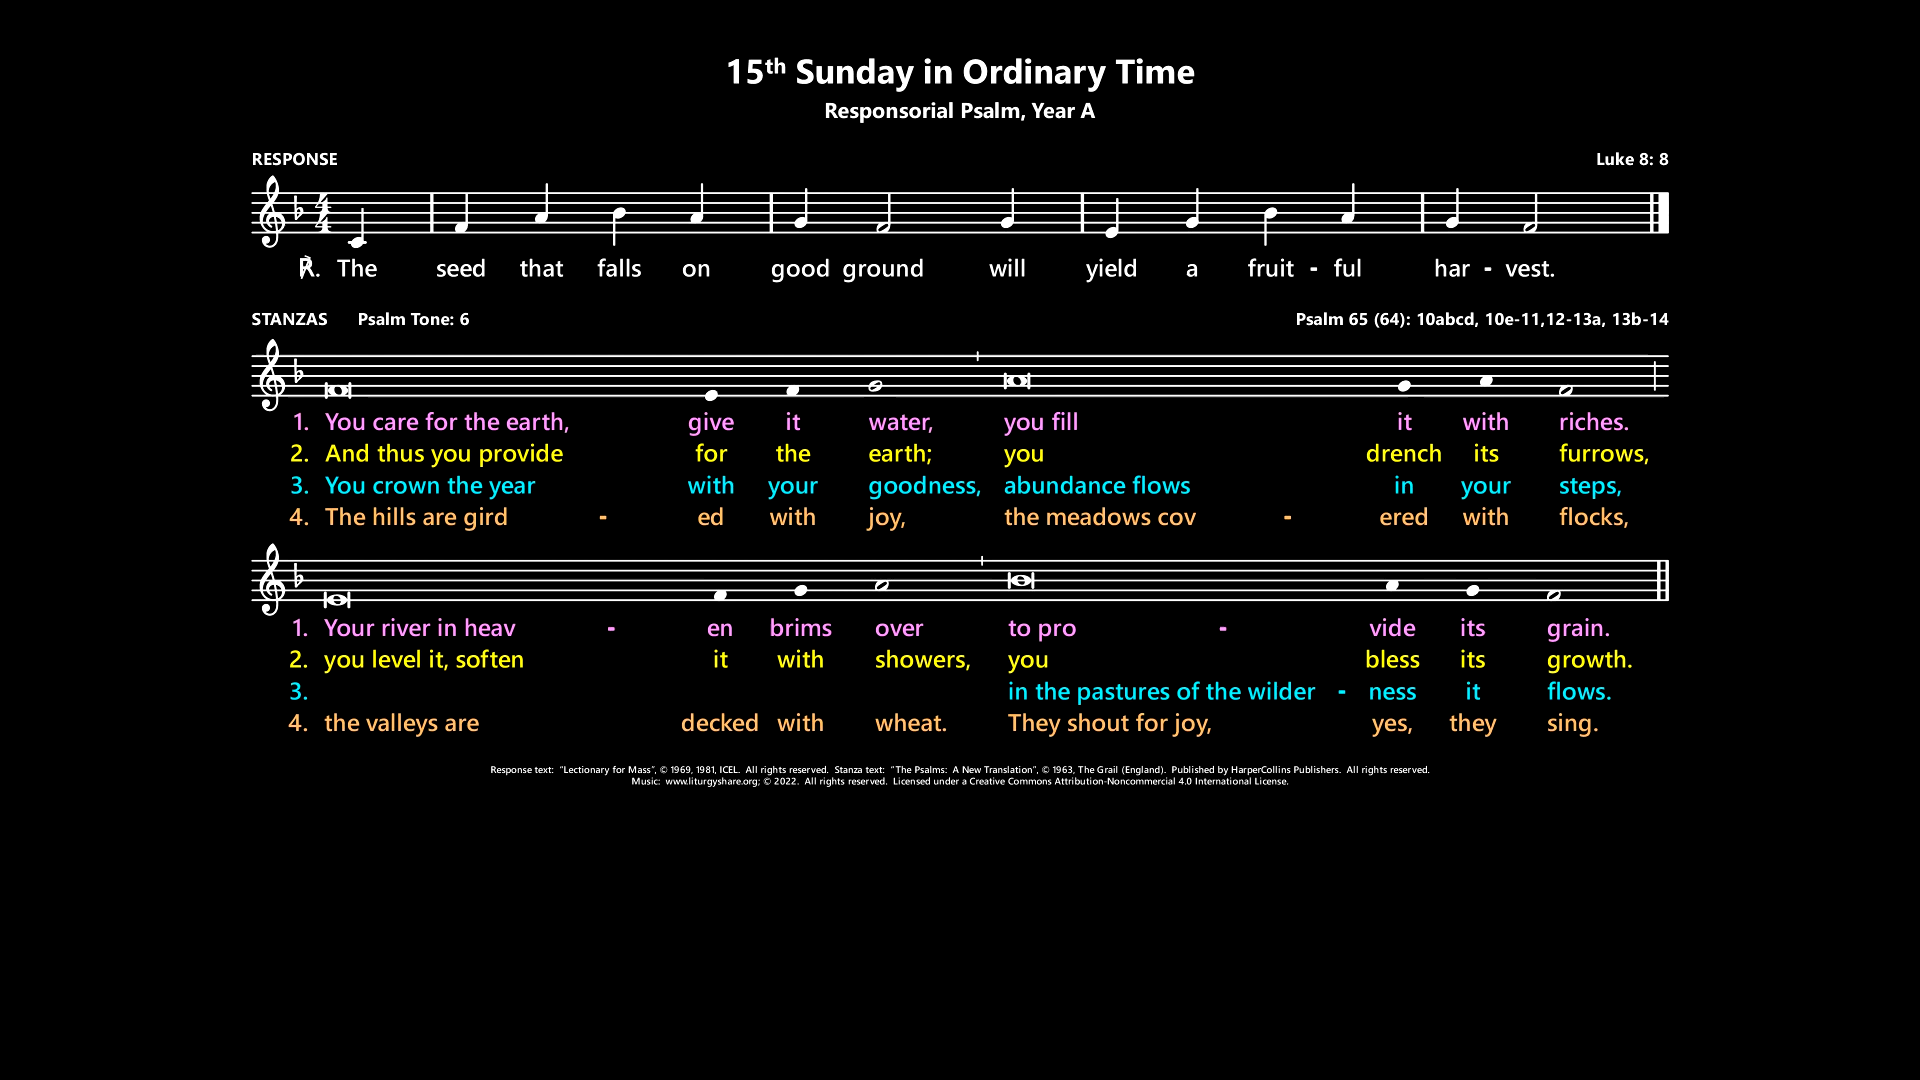 15th Sunday in Ordinary Time
Responsorial Psalm, Year A
RESPONSE Luke 8: 8
℟. The seed that falls on good ground will yield a fruit - ful har - vest.
STANZAS Psalm Tone: 6 Psalm 65 (64): 10abcd, 10e-11,12-13a, 13b-14
1. You care for the earth, give it water, you fill it with riches.
2. And thus you provide for the earth; you drench its furrows,
3. You crown the year with your goodness, abundance flows in your steps,
4. The hills are gird - ed with joy, the meadows cov - ered with flocks,
1. Your river in heav - en brims over to pro - vide its grain.
2. you level it, soften it with showers, you bless its growth.
3. in the pastures of the wilder - ness it flows.
4. the valleys are decked with wheat. They shout for joy, yes, they sing.
Response text: “Lectionary for Mass”, © 1969, 1981, ICEL. All rights reserved. Stanza text: “The Psalms: A New Translation”, © 1963, The Grail (England). Published by HarperCollins Publishers. All rights reserved.
Music: www.liturgyshare.org; © 2022. All rights reserved. Licensed under a Creative Commons Attribution-Noncommercial 4.0 International License.